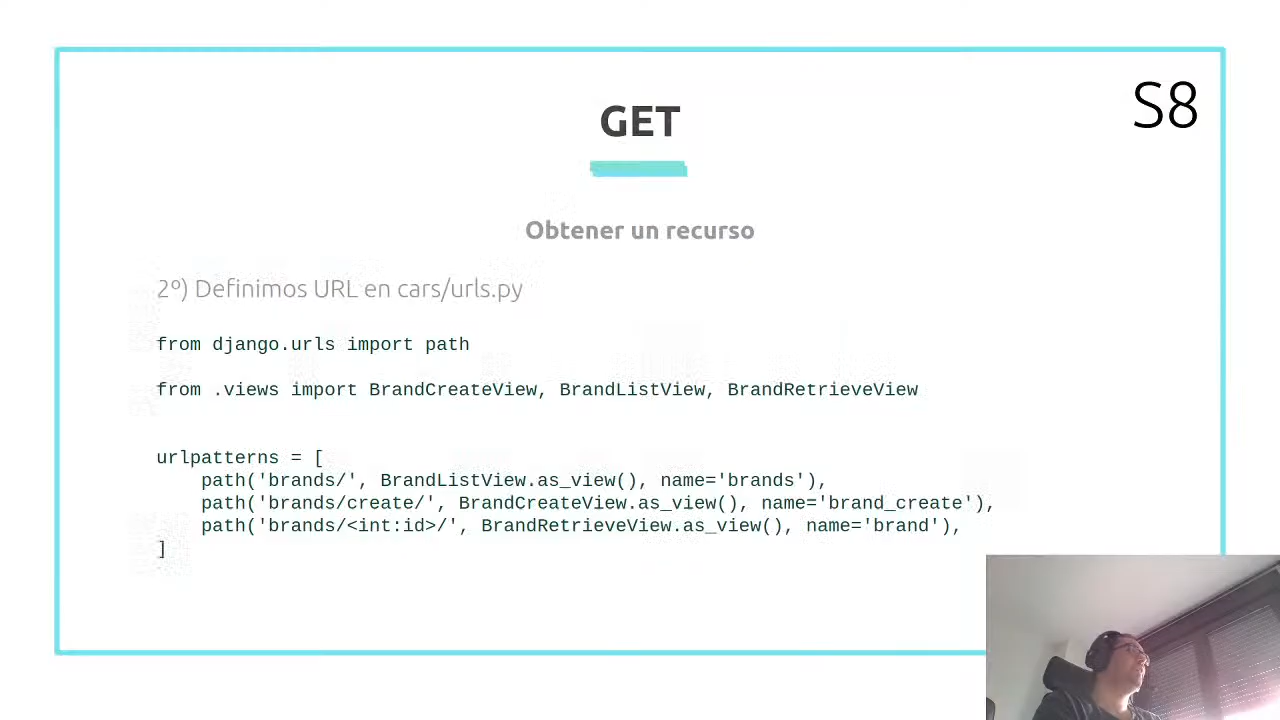 GET
S8
Obtener un recurso
2º) Definimos URL en cars/urls.py
from django.urls import path
from .views import BrandCreateView, BrandListView, BrandRetrieveView
urlpatterns = [
    path('brands/', BrandListView.as_view(), name='brands'),
    path('brands/create/', BrandCreateView.as_view(), name='brand_create'),
    path('brands/<int:id>/', BrandRetrieveView.as_view(), name='brand'),
]